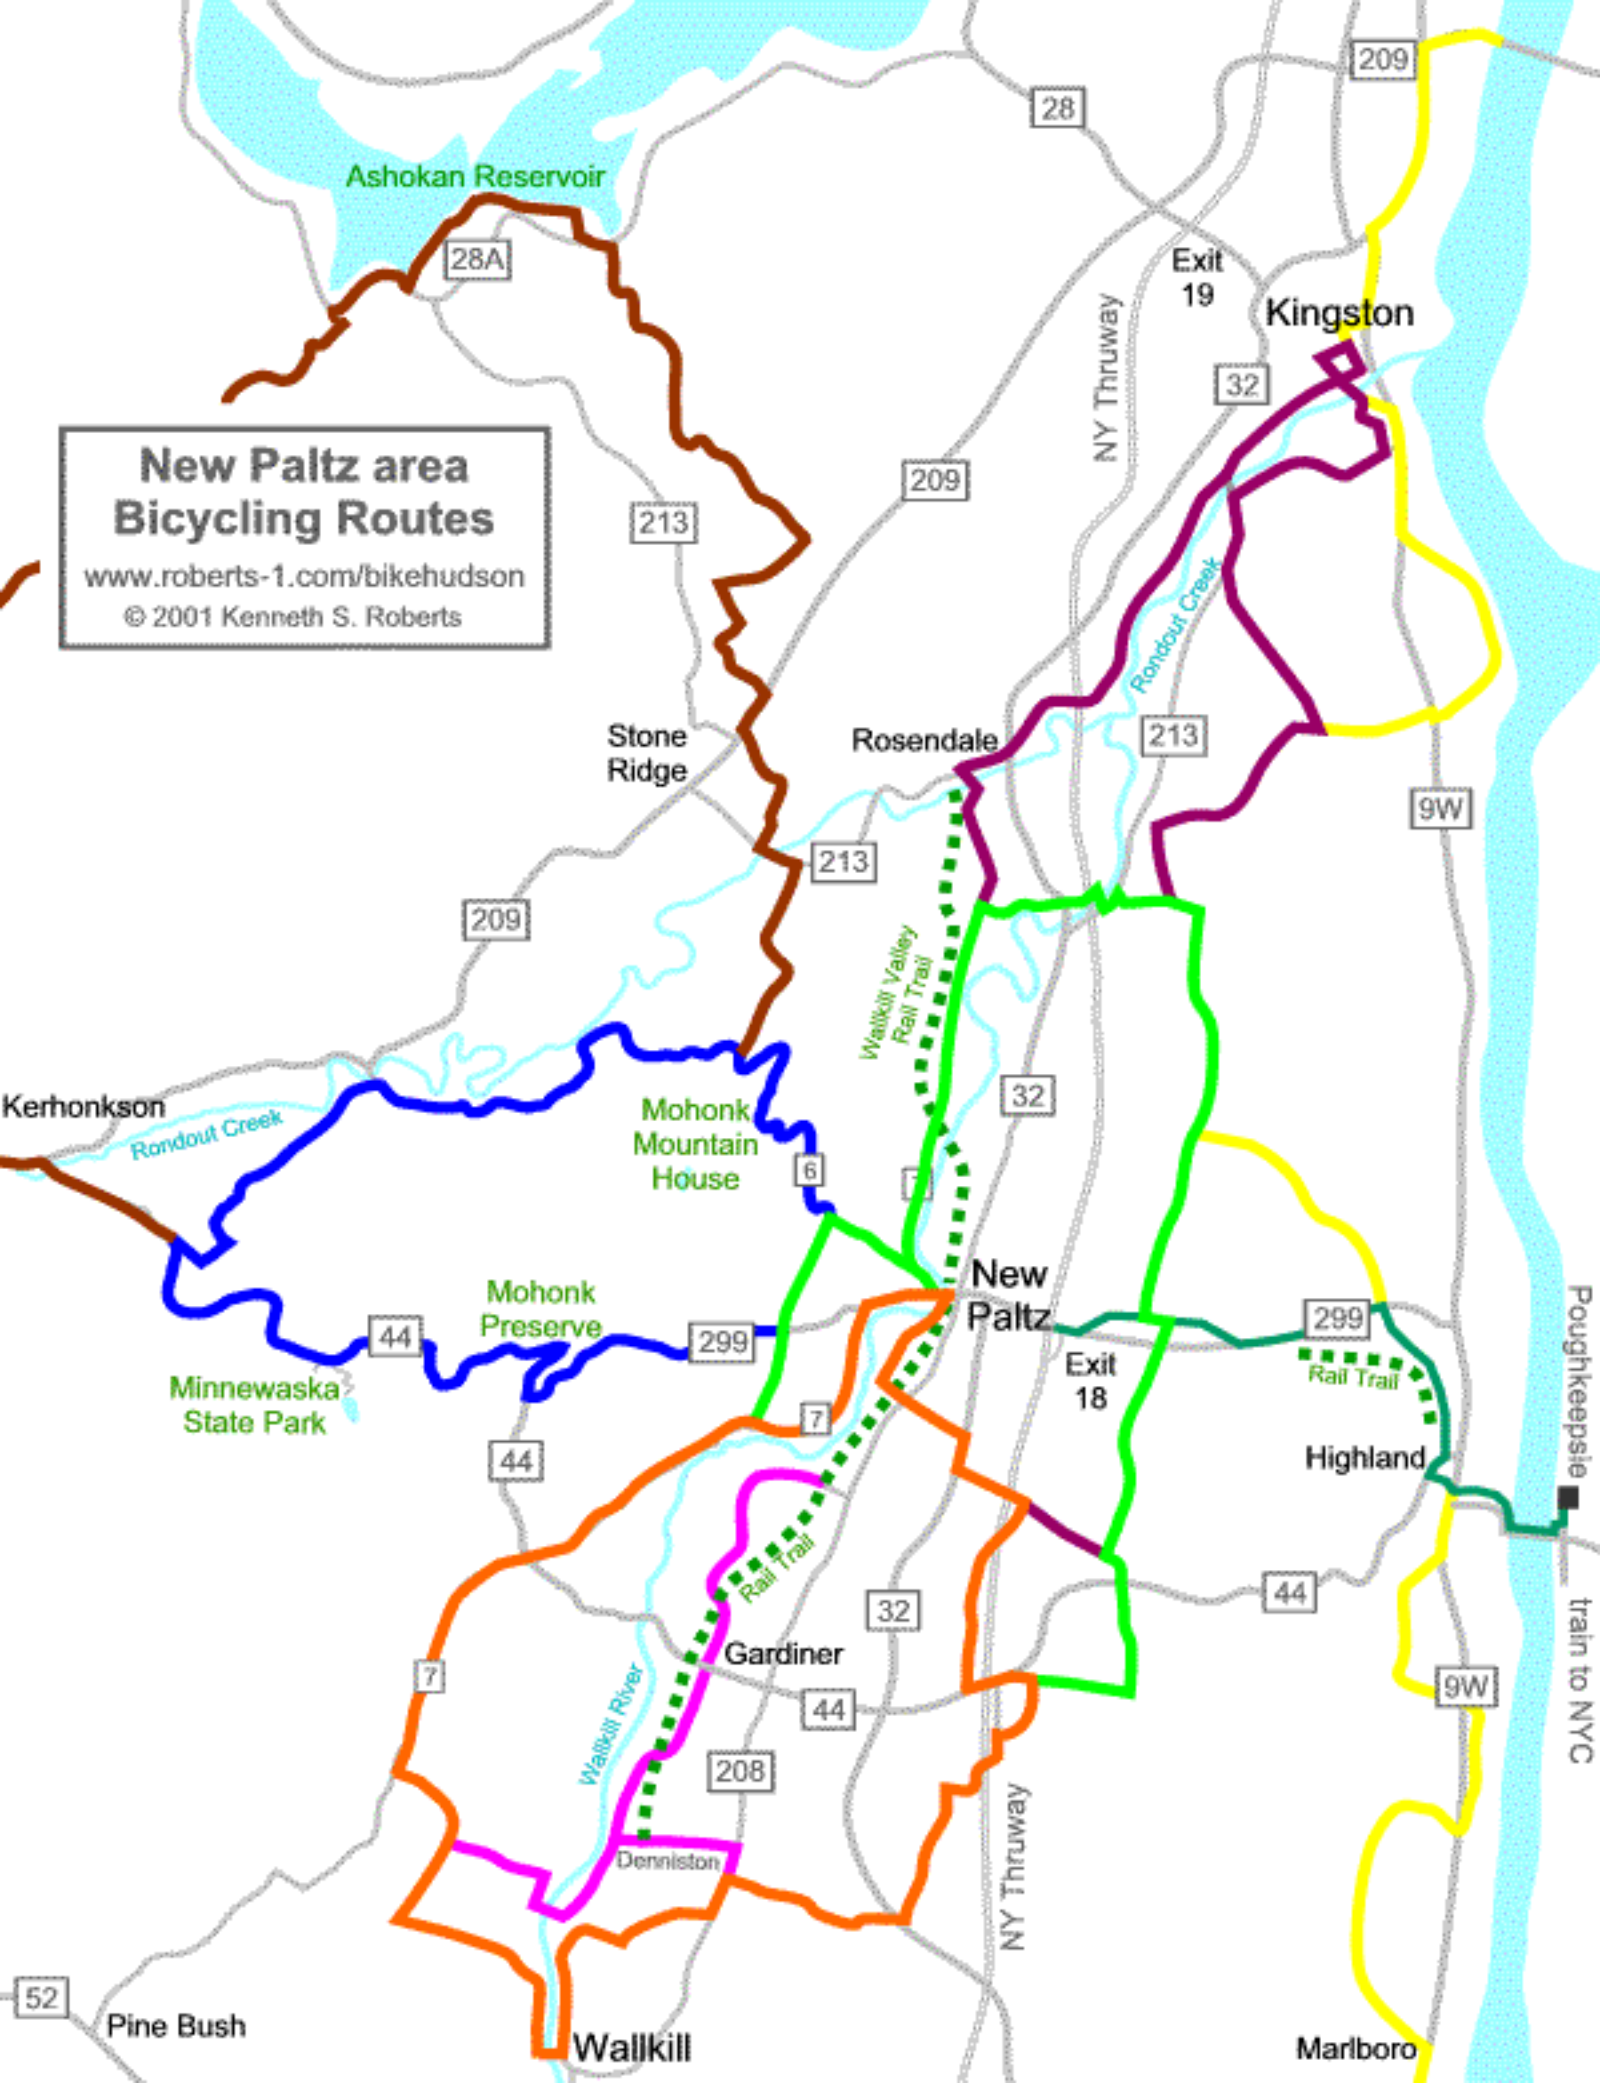 209
28
Ashokan Reservoir
28A
Exit
19
Kingston
NY Thruway
32
New Paltz area
Bicycling Routes
www.roberts-1.com/bikehudson
© 2001 Kenneth S. Roberts
209
213
Rondout Creek
Stone
Ridge
Rosendale
213
9W
213
209
Wallkill Valley
Rail Trail
32
Kerhonkson
Rondout Creek
Mohonk
Mountain
House
6
New
Paltz
Mohonk
Preserve
299
44
299
Exit
18
Rail Trail
Poughkeepsie
Minnewaska
State Park
7
44
Highland
Rail Trail
44
32
train to NYC
Gardiner
7
44
9W
Wallkill River
208
NY Thruway
Denniston
52
Pine Bush
Wallkill
Marlboro